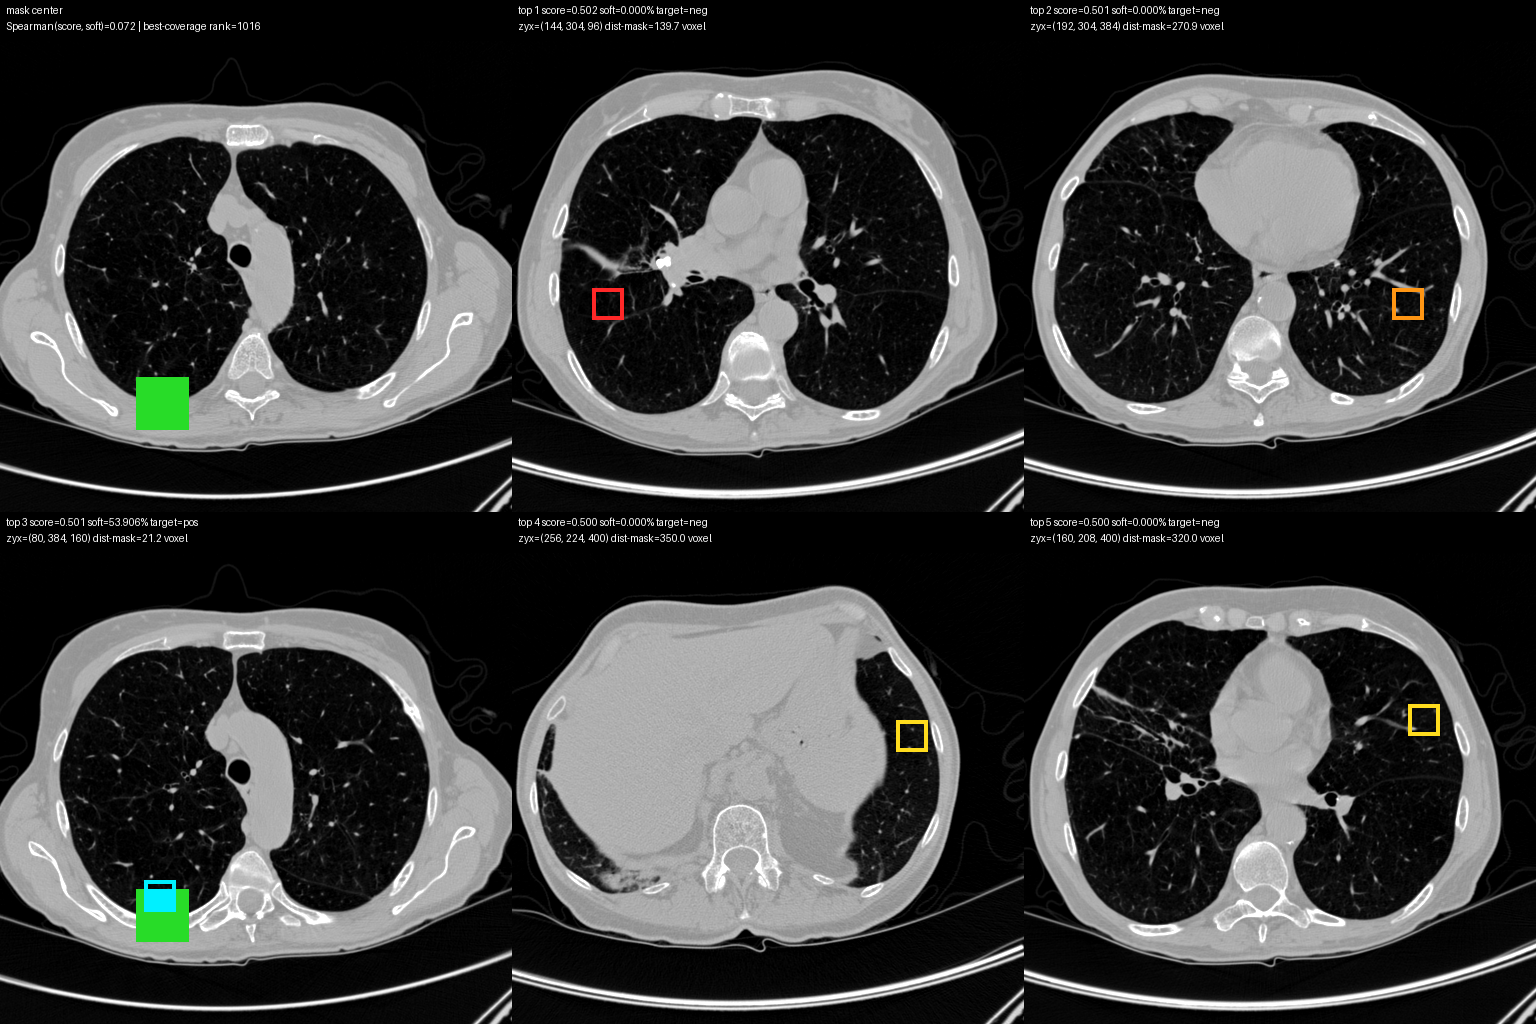 mask center
Spearman(score, soft)=0.072 | best-coverage rank=1016
top 1 score=0.502 soft=0.000% target=neg
zyx=(144, 304, 96) dist-mask=139.7 voxel
top 2 score=0.501 soft=0.000% target=neg
zyx=(192, 304, 384) dist-mask=270.9 voxel
top 3 score=0.501 soft=53.906% target=pos
zyx=(80, 384, 160) dist-mask=21.2 voxel
top 4 score=0.500 soft=0.000% target=neg
zyx=(256, 224, 400) dist-mask=350.0 voxel
top 5 score=0.500 soft=0.000% target=neg
zyx=(160, 208, 400) dist-mask=320.0 voxel